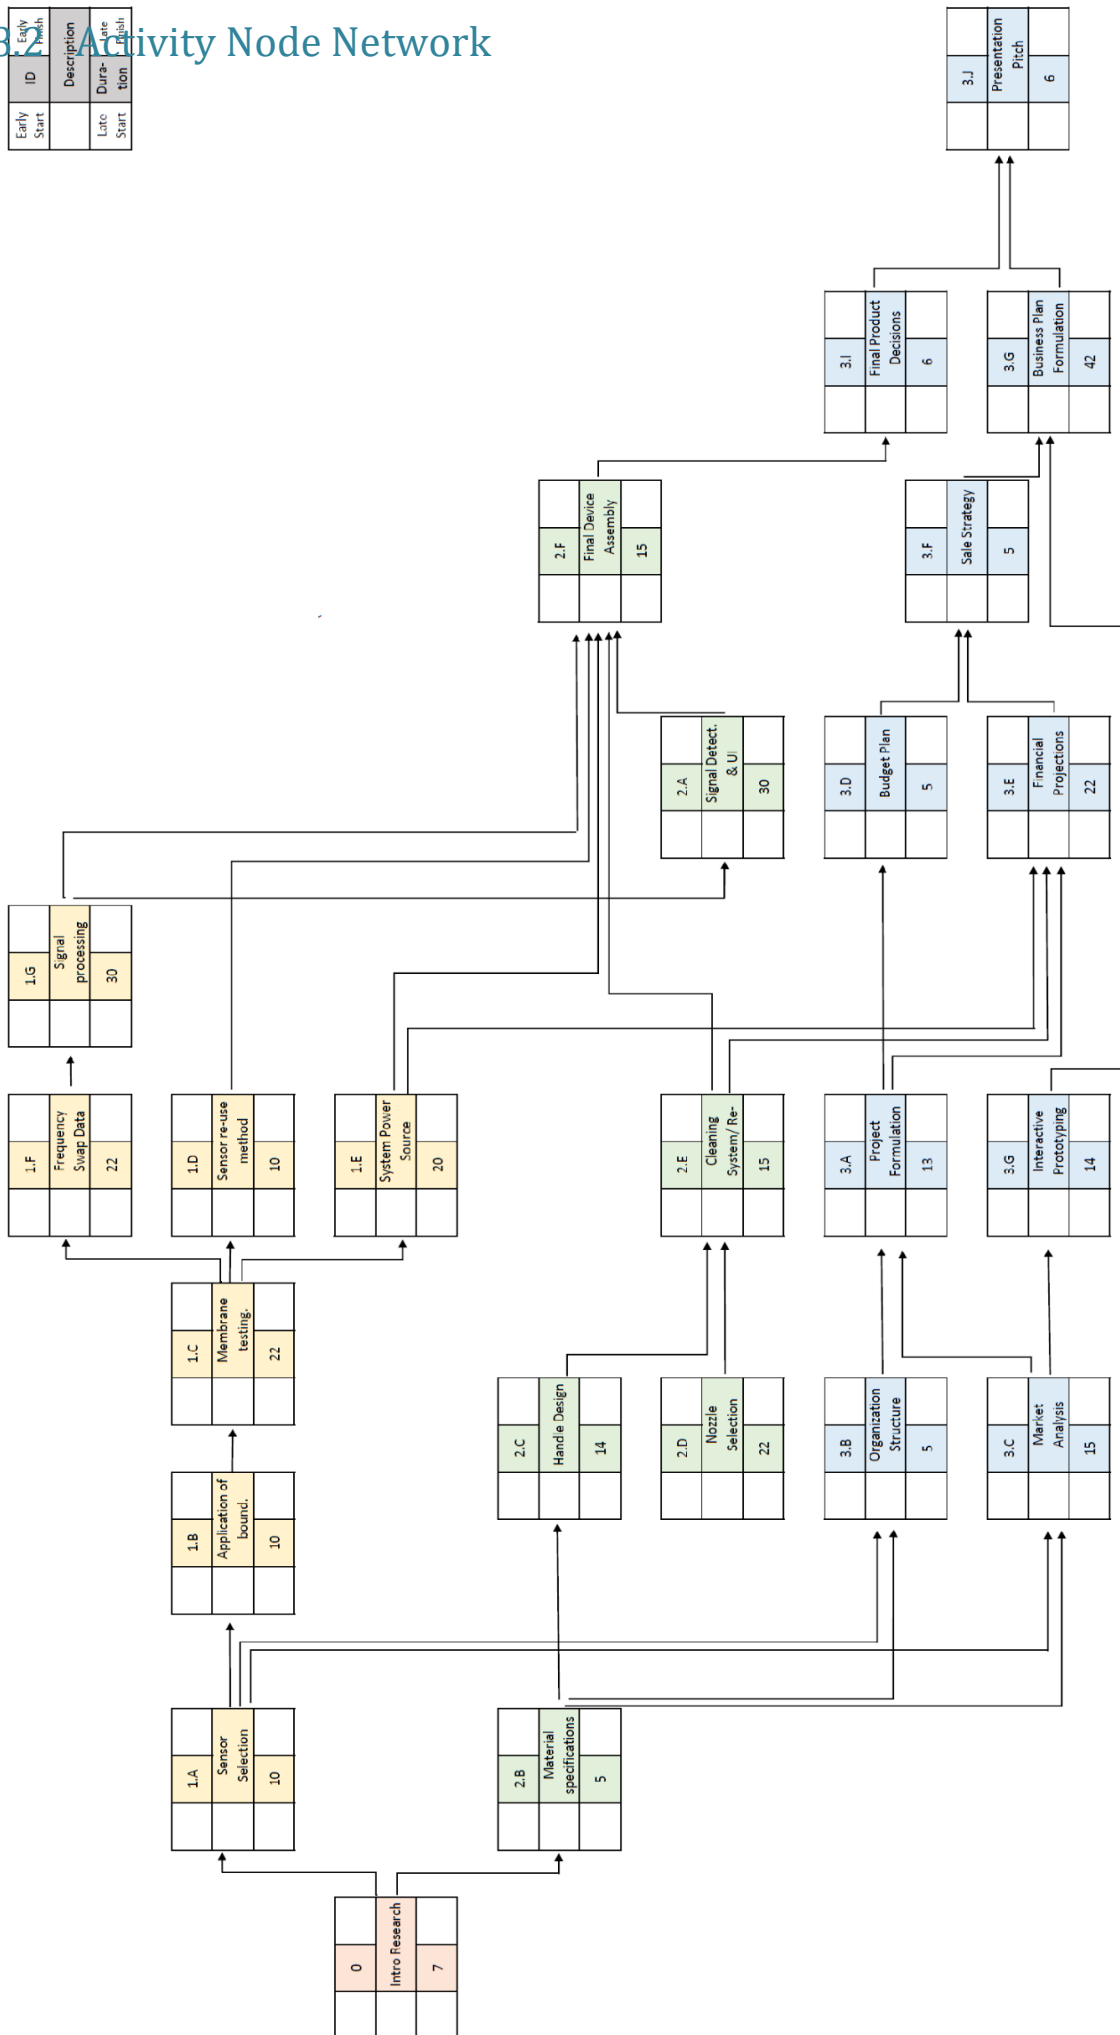 3.2 Activity Node Network
Early
Start
ID
Early
Finish
Description
Late
Start
Dura-
tion
Late
Finish
3.J
Presentation
Pitch
6
3.I
Final Product
Decisions
6
3.G
Business Plan
Formulation
42
2.F
Final Device
Assembly
15
3.F
Sale Strategy
5
2.A
Signal Detect.
& UI
30
3.D
Budget Plan
5
3.E
Financial
Projections
22
1.G
Signal
processing
30
1.F
Frequency
Swap Data
22
1.D
Sensor re-use
method
10
1.E
System Power
Source
20
2.E
Cleaning
System/ Re-
15
3.A
Project
Formulation
13
3.G
Interactive
Prototyping
14
1.C
Membrane
testing.
22
2.C
Handle Design
14
2.D
Nozzle
Selection
22
3.B
Organization
Structure
5
3.C
Market
Analysis
15
1.B
Application of
bound.
10
1.A
Sensor
Selection
10
2.B
Material
specifications
5
0
Intro Research
7